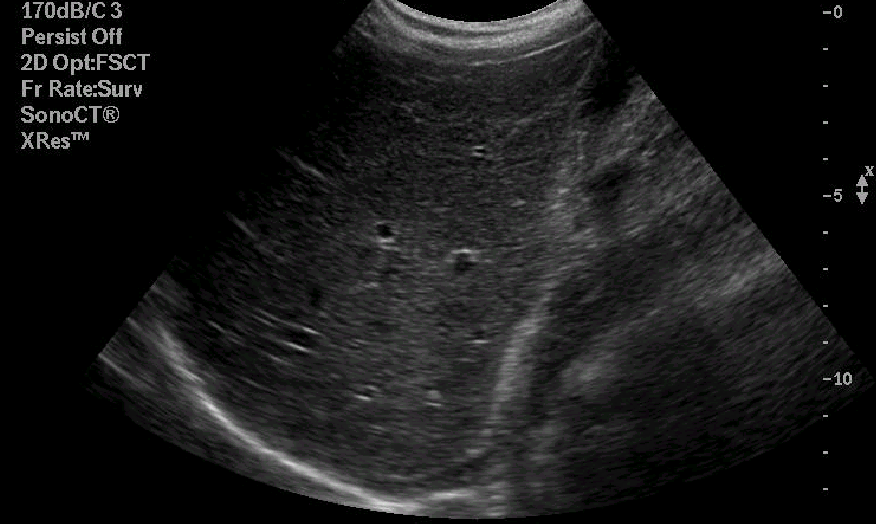 170dB/C 3
Persist Off
2D Opt:FSCT
Fr Rate:Surv
SonoCT®
XRes™
0
x
5
10